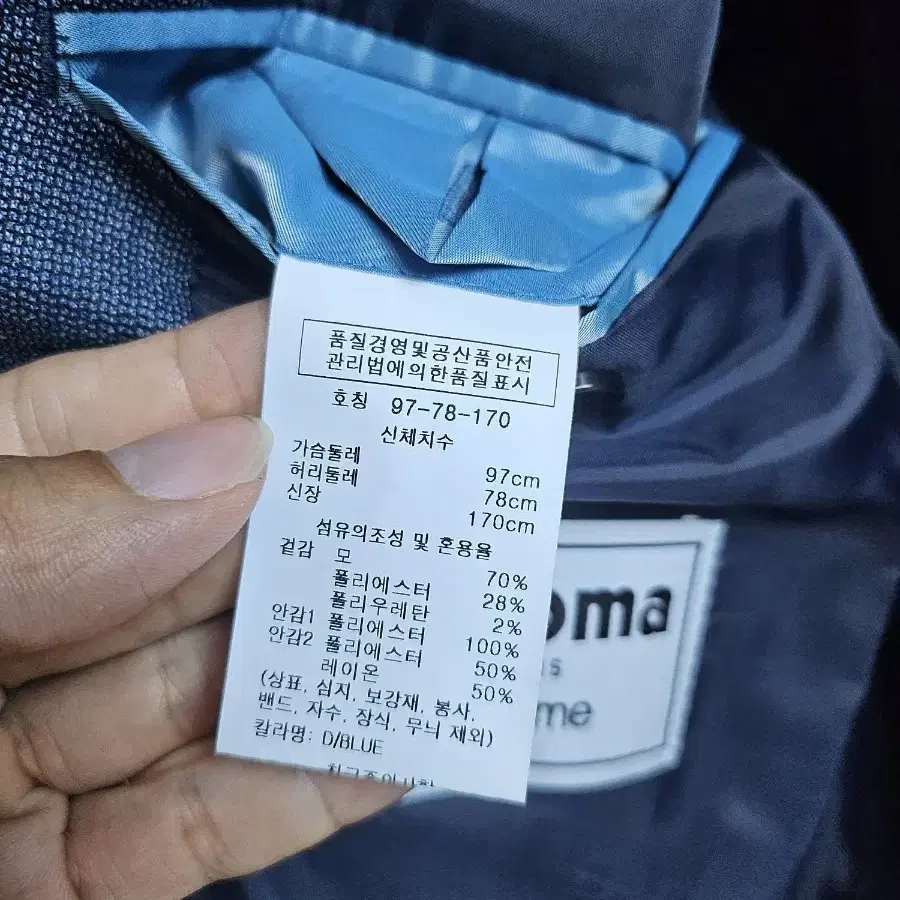 품질경영및공산품안전
관리법에의한품질표시
호칭 97-78-170
신체치수
가슴둘레 97cm
허리둘레 78cm
신장 170cm
섬유의조성 및 혼용율
겉감 모 70%
폴리에스터 28%
폴리우레탄 2%
안감1 폴리에스터 100%
안감2 폴리에스터 50%
레이온 50%
(상표, 심지, 보강재, 봉사,
밴드, 자수, 장식, 무늬 제외)
칼라명: D/BLUE